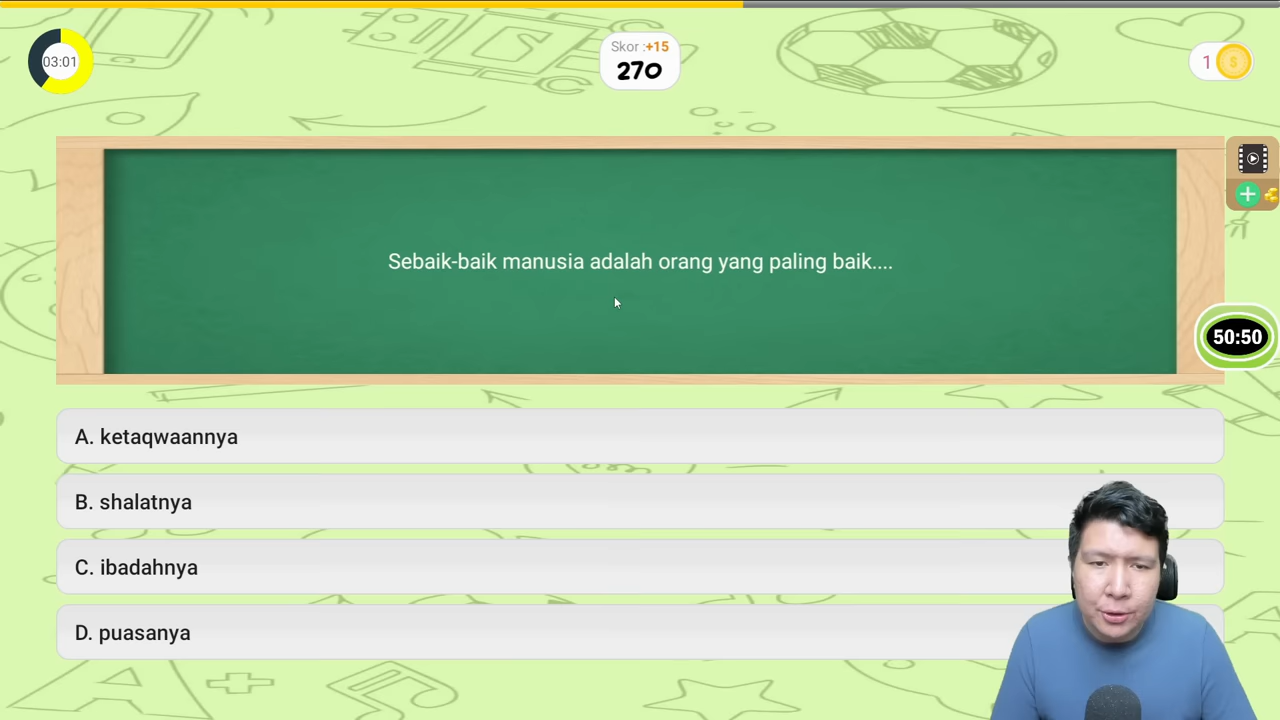 03:01
Skor :+15
270
1
Sebaik-baik manusia adalah orang yang paling baik....
50:50
A. ketaqwaannya
B. shalatnya
C. ibadahnya
D. puasanya